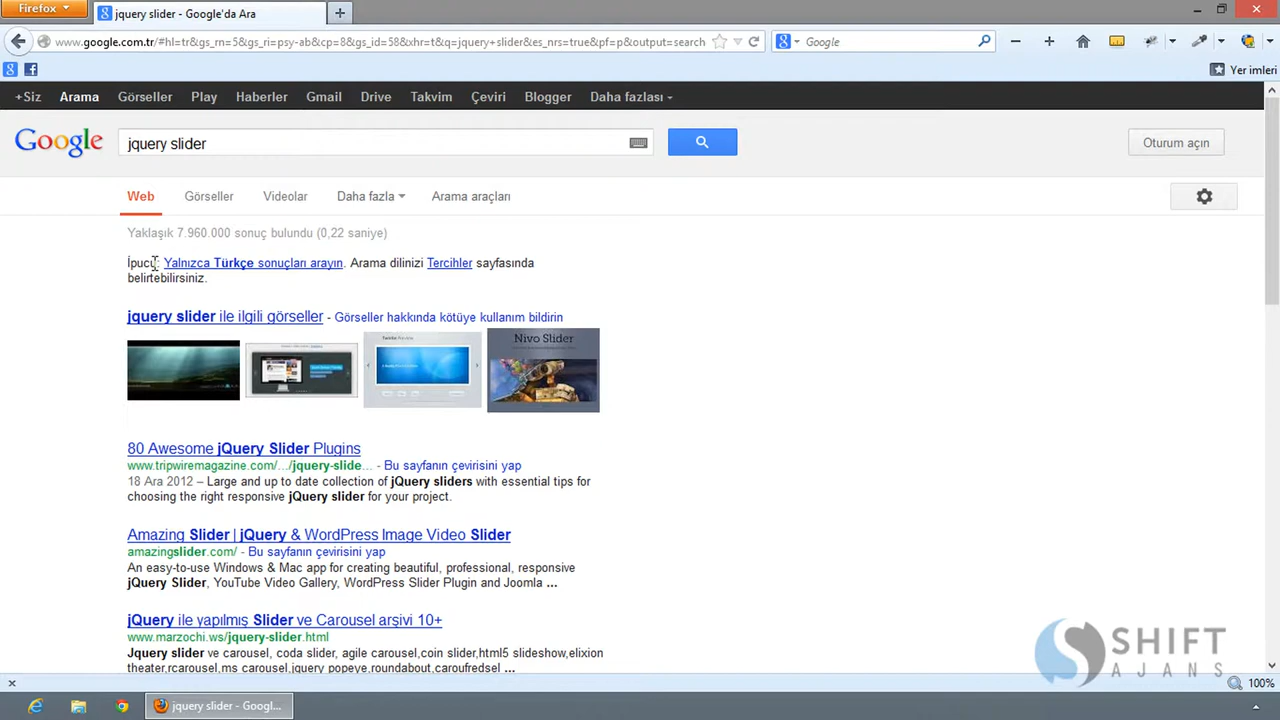 Firefox
jquery slider - Google'da Ara
www.google.com.tr/#hl=tr&gs_rn=5&gs_ri=psy-ab&cp=8&gs_id=58&xhr=t&q=jquery+slider&es_nrs=true&pf=p&output=search
Google
Yer imleri
+Siz Arama Görseller Play Haberler Gmail Drive Takvim Çeviri Blogger Daha fazlası
Google
jquery slider
Oturum açın
Web Görseller Videolar Daha fazla Arama araçları
Yaklaşık 7.960.000 sonuç bulundu (0,22 saniye)
İpucu: Yalnızca Türkçe sonuçları arayın. Arama dilinizi Tercihler sayfasında
belirtebilirsiniz.
jquery slider ile ilgili görseller - Görseller hakkında kötüye kullanım bildirin
Nivo Slider
80 Awesome jQuery Slider Plugins
www.tripwiremagazine.com/.../jquery-slide... - Bu sayfanın çevirisini yap
18 Ara 2012 – Large and up to date collection of jQuery sliders with essential tips for
choosing the right responsive jQuery slider for your project.
Amazing Slider | jQuery & WordPress Image Video Slider
amazingslider.com/ - Bu sayfanın çevirisini yap
An easy-to-use Windows & Mac app for creating beautiful, professional, responsive
jQuery Slider, YouTube Video Gallery, WordPress Slider Plugin and Joomla ...
jQuery ile yapılmış Slider ve Carousel arşivi 10+
www.marzochi.ws/jquery-slider.html
Jquery slider ve carousel, coda slider, agile carousel,coin slider,html5 slideshow,elixion
theater,rcarousel,ms carousel,jquery popeye,roundabout,caroufredsel ...
SHIFT
AJANS
100%
jquery slider - Googl...